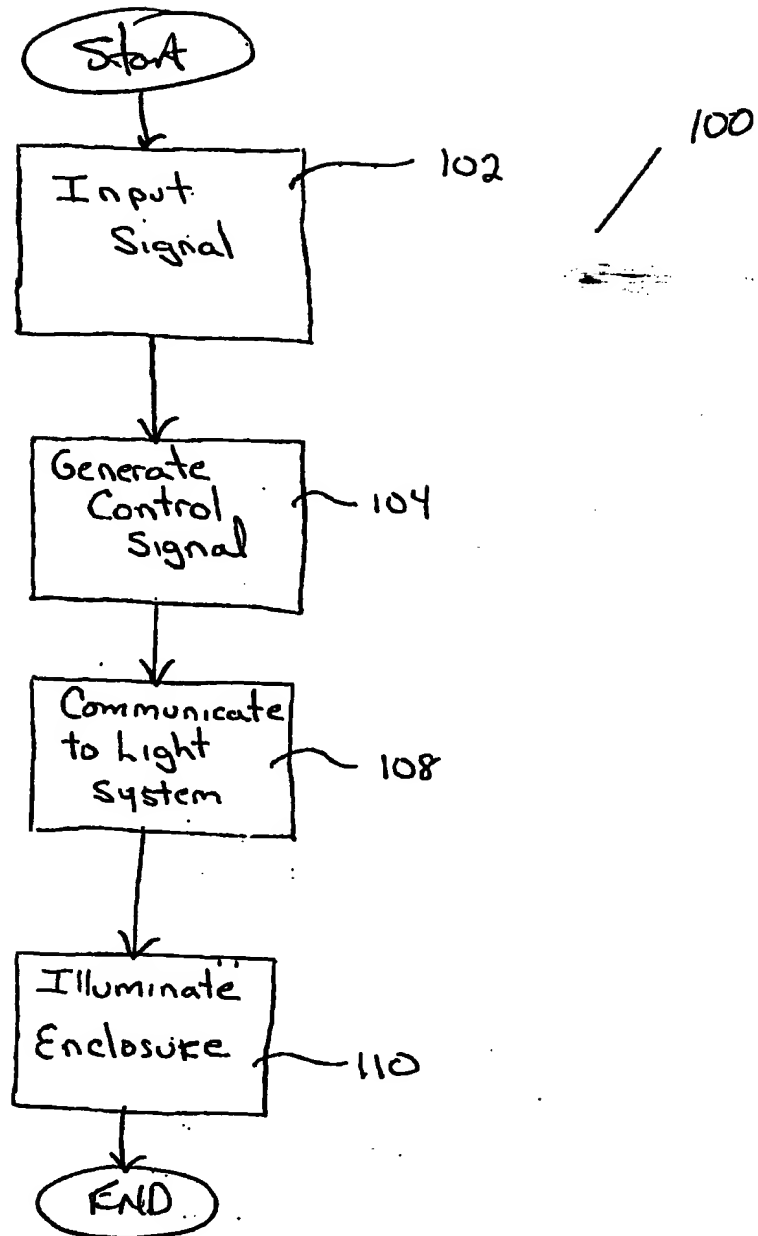 Start
100
Input
Signal
102
Generate
Control
Signal
104
Communicate
to Light
System
108
Illuminate
Enclosure
110
END